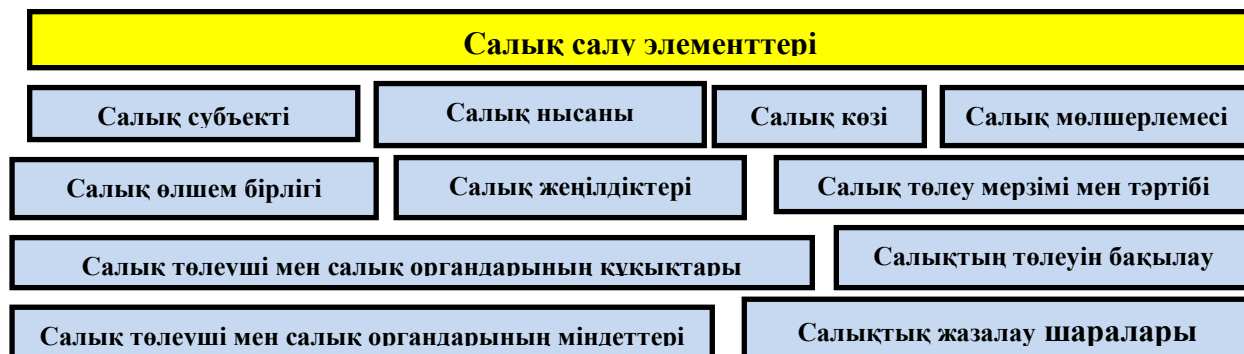 Салық салу элементтері
Салық субъекті
Салық нысаны
Салық көзі
Салық мөлшерлемесі
Салық өлшем бірлігі
Салық жеңілдіктері
Салық төлеу мерзімі мен тәртібі
Салық төлеуші мен салық органдарының құқықтары
Салықтың төлеуін бақылау
Салық төлеуші мен салық органдарының міндеттері
Салықтық жазалау шаралары